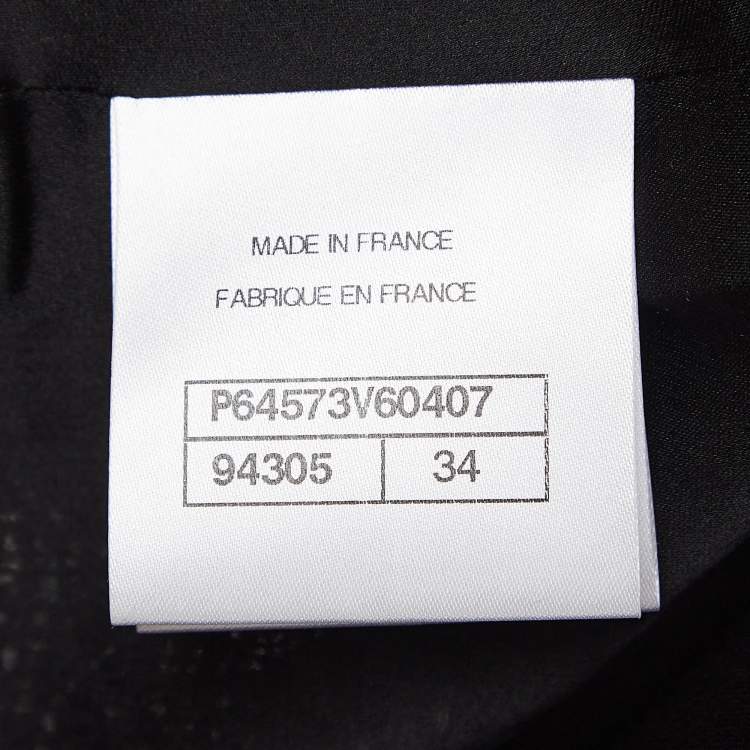 MADE IN FRANCE
FABRIQUE EN FRANCE
P64573V60407
94305 34